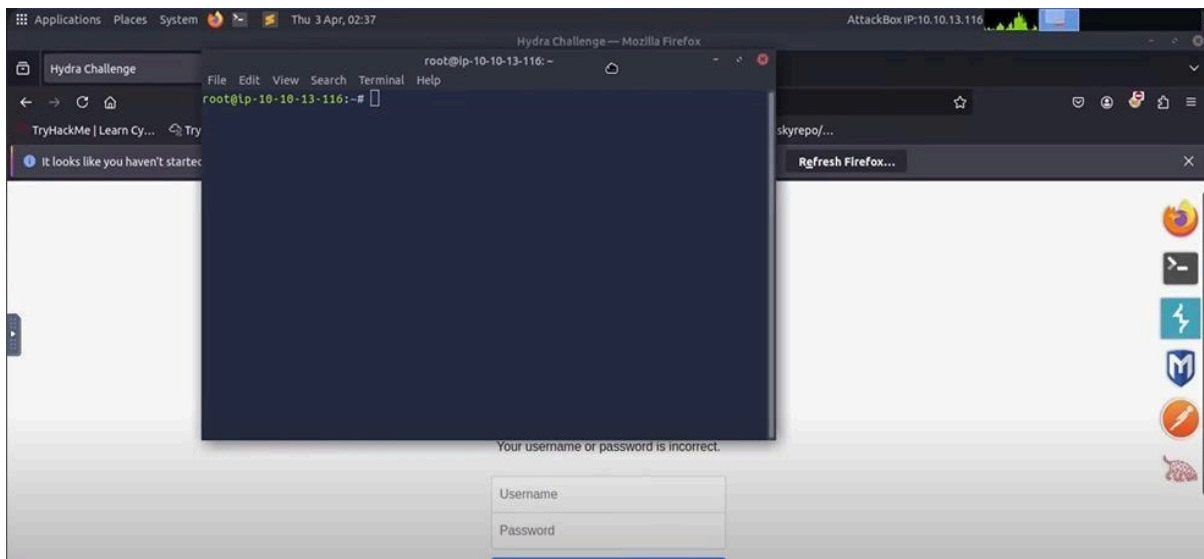 Applications Places System Thu 3 Apr, 02:37 AttackBox IP:10.10.13.116
Hydra Challenge — Mozilla Firefox
Hydra Challenge
root@ip-10-10-13-116: ~
File Edit View Search Terminal Help
root@ip-10-10-13-116:~#
TryHackMe | Learn Cy... Try
skyrepo/...
It looks like you haven't started
Refresh Firefox...
Your username or password is incorrect.
Username
Password